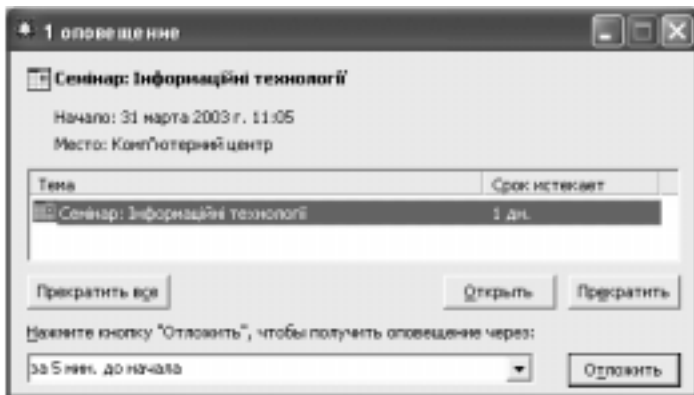 1 оповещение
Семінар: Інформаційні технології
Начало: 31 марта 2003 г. 11:05
Место: Комп'ютерний центр
Тема Срок истекает
Семінар: Інформаційні технології 1 дн.
Прекратить все Открыть Прекратить
Нажмите кнопку "Отложить", чтобы получить оповещение через:
за 5 мин. до начала Отложить